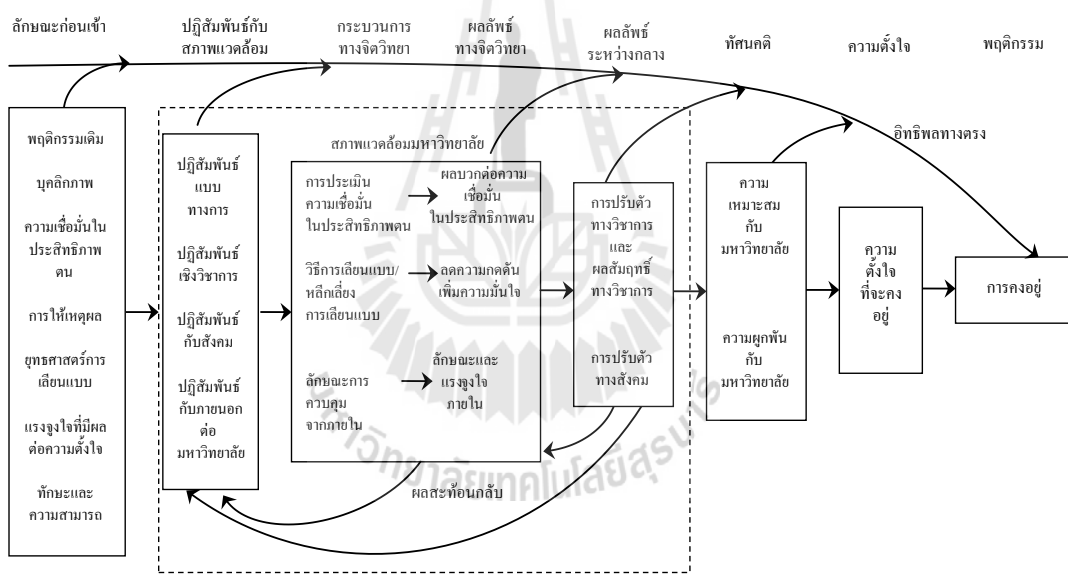 ลักษณะก่อนเข้า
ปฏิสัมพันธ์กับ
สภาพแวดล้อม
กระบวนการ
ทางจิตวิทยา
ผลลัพธ์
ทางจิตวิทยา
ผลลัพธ์
ระหว่างกลาง
ทัศนคติ
ความตั้งใจ
พฤติกรรม
อิทธิพลทางตรง
พฤติกรรมเดิม
บุคลิกภาพ
ความเชื่อมั่นใน
ประสิทธิภาพ
ตน
การให้เหตุผล
ยุทธศาสตร์การ
เลียนแบบ
แรงจูงใจที่มีผล
ต่อความตั้งใจ
ทักษะและ
ความสามารถ
ปฏิสัมพันธ์
แบบ
ทางการ
ปฏิสัมพันธ์
เชิงวิชาการ
ปฏิสัมพันธ์
กับสังคม
ปฏิสัมพันธ์
กับภายนอก
ต่อ
มหาวิทยาลัย
สภาพแวดล้อมมหาวิทยาลัย
การประเมิน
ความเชื่อมั่น
ในประสิทธิภาพตน
ผลบวกต่อความ
เชื่อมั่น
ในประสิทธิภาพตน
วิธีการเลียนแบบ/
หลีกเลี่ยง
การเลียนแบบ
ลดความกดดัน
เพิ่มความมั่นใจ
ลักษณะการ
ควบคุม
จากภายใน
ลักษณะและ
แรงจูงใจ
ภายใน
การปรับตัว
ทางวิชาการ
และ
ผลสัมฤทธิ์
ทางวิชาการ
การปรับตัว
ทางสังคม
ความ
เหมาะสม
กับ
มหาวิทยาลัย
ความผูกพัน
กับ
มหาวิทยาลัย
ความ
ตั้งใจ
ที่จะคง
อยู่
การคงอยู่
ผลสะท้อนกลับ
มหาวิทยาลัยเทคโนโลยีสุรนารี